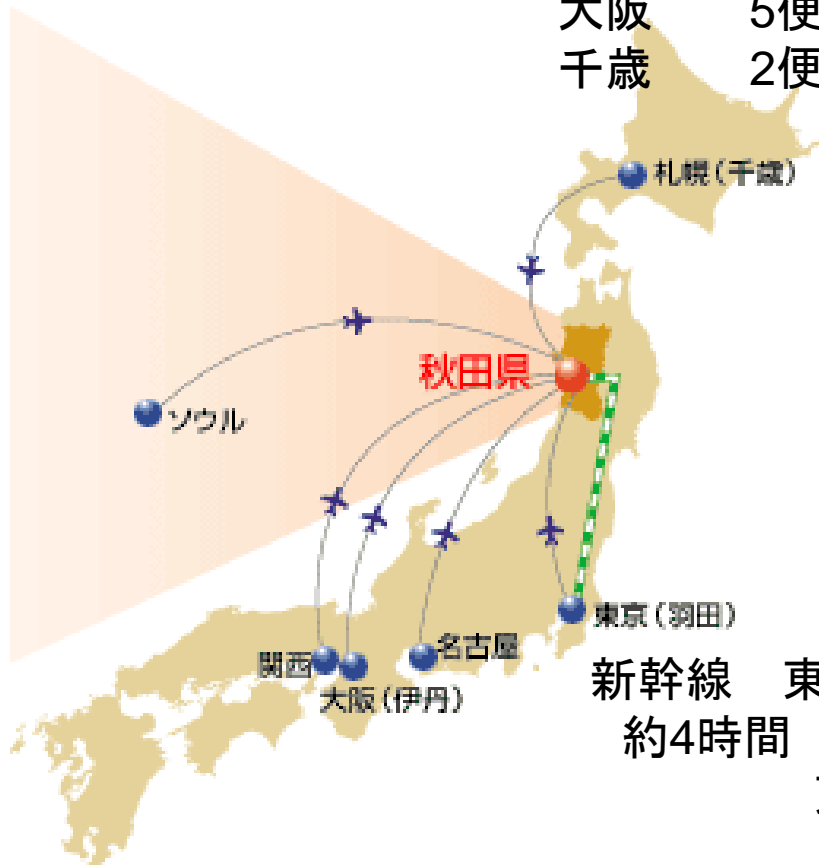 大阪 5便
千歳 2便
札幌(千歳)
秋田県
ソウル
東京(羽田)
名古屋
関西
大阪(伊丹)
新幹線 東
約4時間